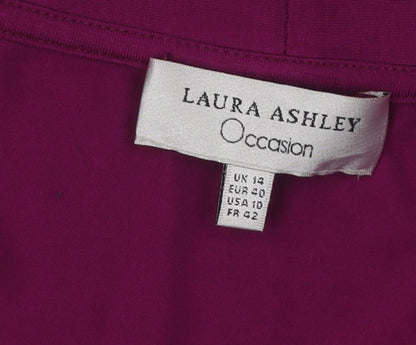 LAURA ASHLEY
Occasion
UK 14
EUR 40
USA 10
FR 42